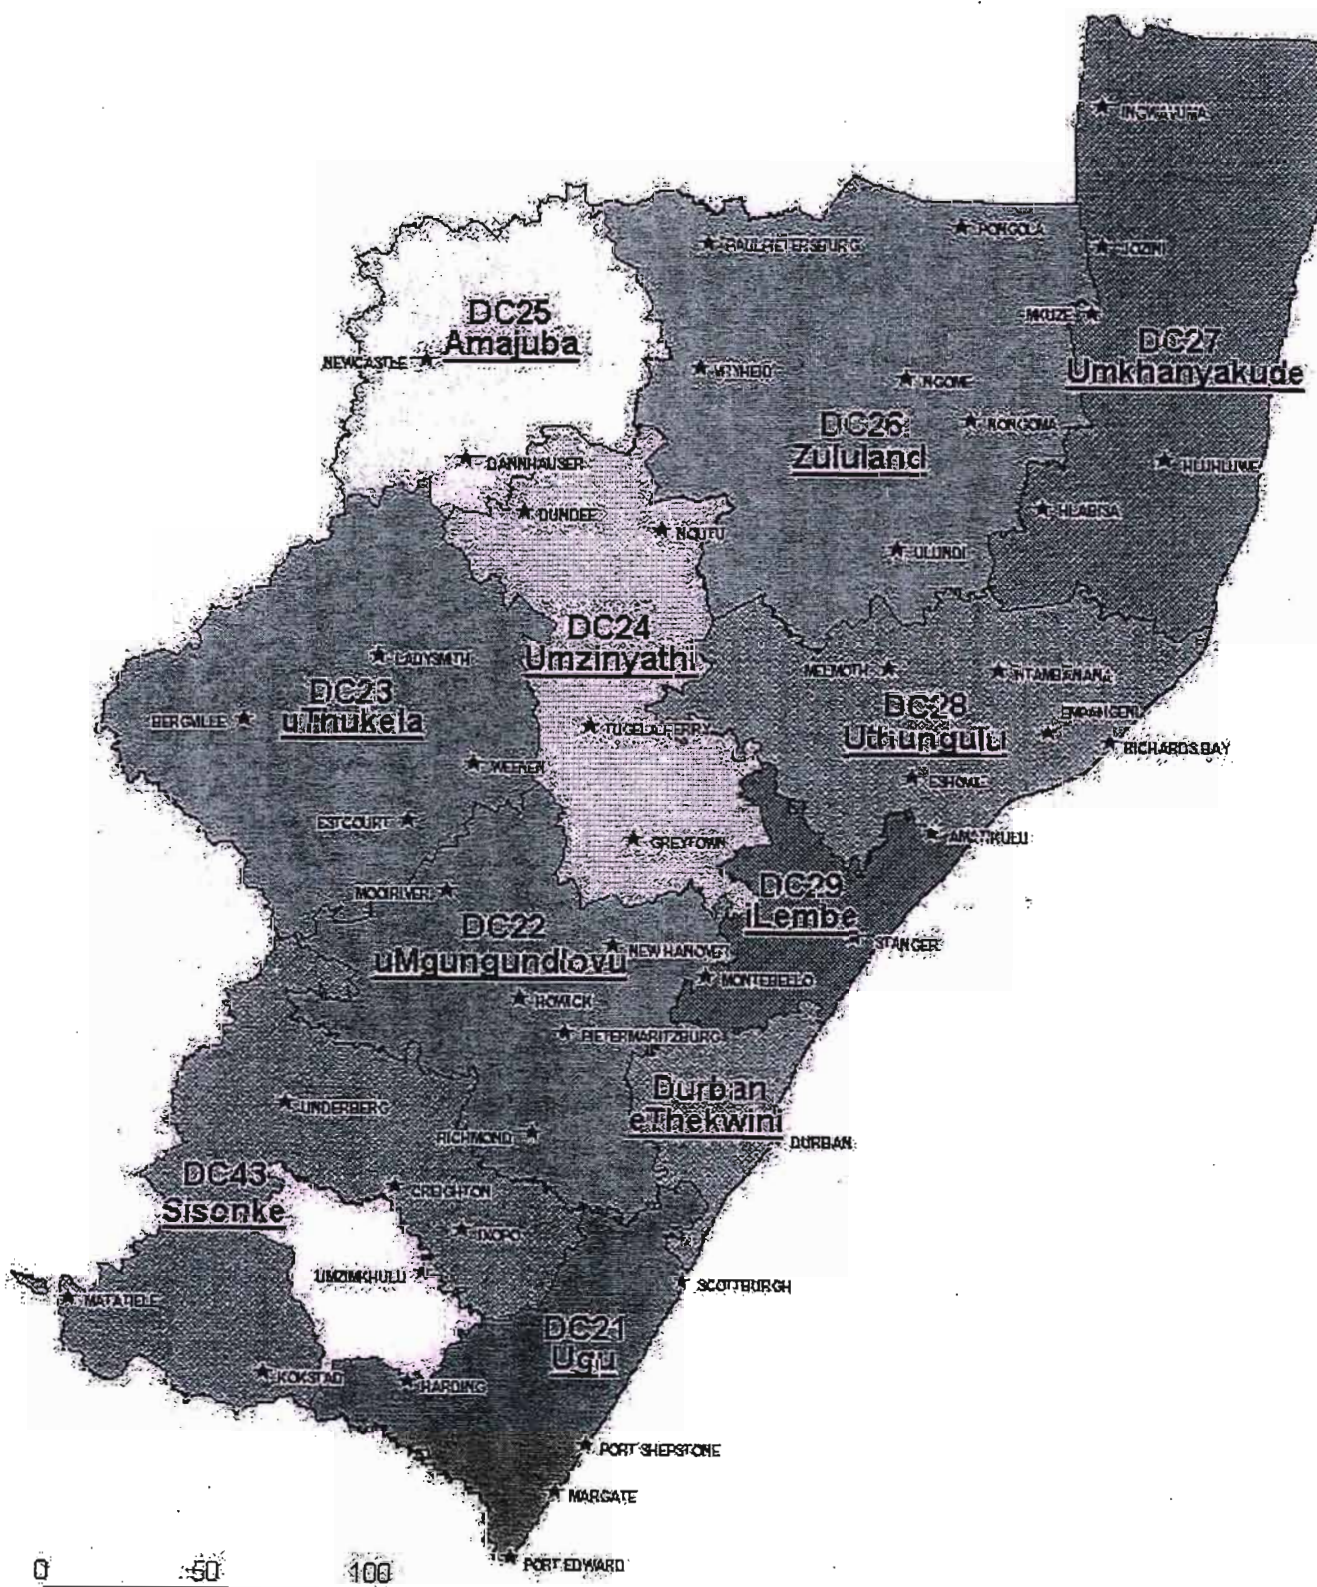 INGWAVUMA
PONGOLA
PAULPIETERSBURG
JOZINI
DC25
Amajuba
MKUZE
DC27
Umkhanyakude
NEWCASTLE
VRYHEID
NGOME
DC26
Zululand
NONGOMA
DANNHAUSER
HLUHLUWE
DUNDEE
HLABISA
NQUTU
ULUNDI
DC24
Umzinyathi
LADYSMITH
MELMOTH
NTAMBANANA
DC23
uThukela
BERGVILLE
DC28
Uthungulu
EMPANGENI
TUGELA FERRY
RICHARDS BAY
WEENEN
ESHOWE
ESTCOURT
AMATIKULU
GREYTOWN
MOOIRIVER
DC29
iLembe
DC22
uMgungundlovu
NEW HANOVER
STANGER
MONTEBELLO
HOWICK
PIETERMARITZBURG
Durban
eThekwini
UNDERBERG
RICHMOND
DURBAN
DC43
Sisonke
CREIGHTON
IXOPO
UMZIMKHULU
SCOTTBURGH
MATATIELE
DC21
Ugu
KOKSTAD
HARDING
PORT SHEPSTONE
MARGATE
PORT EDWARD
0 50 100